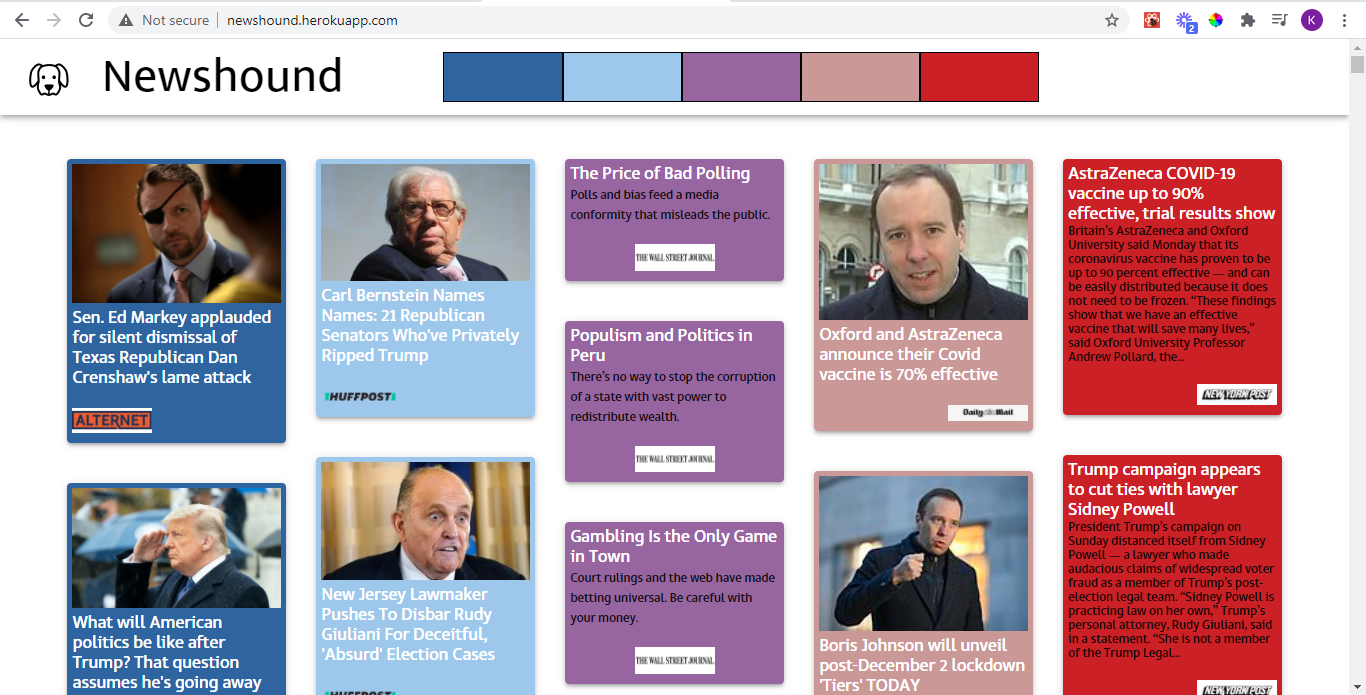 Not secure
newshound.herokuapp.com
2
K
Newshound
Sen. Ed Markey applauded
for silent dismissal of
Texas Republican Dan
Crenshaw's lame attack
ALTERNET
What will American
politics be like after
Trump? That question
assumes he's going away
Carl Bernstein Names
Names: 21 Republican
Senators Who've Privately
Ripped Trump
HUFFPOST
New Jersey Lawmaker
Pushes To Disbar Rudy
Giuliani For Deceitful,
'Absurd' Election Cases
HUFFPOST
The Price of Bad Polling
Polls and bias feed a media
conformity that misleads the public.
THE WALL STREET JOURNAL
Populism and Politics in
Peru
There's no way to stop the corruption
of a state with vast power to
redistribute wealth.
THE WALL STREET JOURNAL
Gambling Is the Only Game
in Town
Court rulings and the web have made
betting universal. Be careful with
your money.
THE WALL STREET JOURNAL
Oxford and AstraZeneca
announce their Covid
vaccine is 70% effective
Daily Mail
Boris Johnson will unveil
post-December 2 lockdown
'Tiers' TODAY
AstraZeneca COVID-19
vaccine up to 90%
effective, trial results show
Britain's AstraZeneca and Oxford
University said Monday that its
coronavirus vaccine has proven to be
up to 90 percent effective — and can
be easily distributed because it does
not need to be frozen. “These findings
show that we have an effective
vaccine that will save many lives,”
said Oxford University Professor
Andrew Pollard, the...
NEW YORK POST
Trump campaign appears
to cut ties with lawyer
Sidney Powell
President Trump's campaign on
Sunday distanced itself from Sidney
Powell — a lawyer who made
audacious claims of widespread voter
fraud as a member of Trump's post-
election legal team. “Sidney Powell is
practicing law on her own,” Trump's
personal attorney, Rudy Giuliani, said
in a statement. “She is not a member
of the Trump Legal...
NEW YORK POST